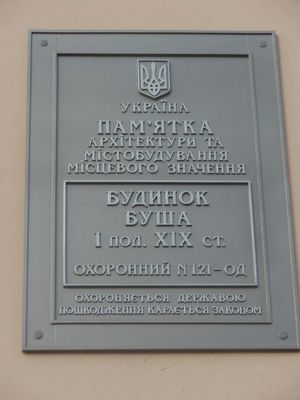 УКРАЇНА
ПАМ'ЯТКА
АРХІТЕКТУРИ ТА
МІСТОБУДУВАННЯ
МІСЦЕВОГО ЗНАЧЕННЯ
БУДИНОК
БУША
І ПОЛ. XIX СТ.
ОХОРОННИЙ N 121-ОД
ОХОРОНЯЄТЬСЯ ДЕРЖАВОЮ
ПОШКОДЖЕННЯ КАРАЄТЬСЯ ЗАКОНОМ